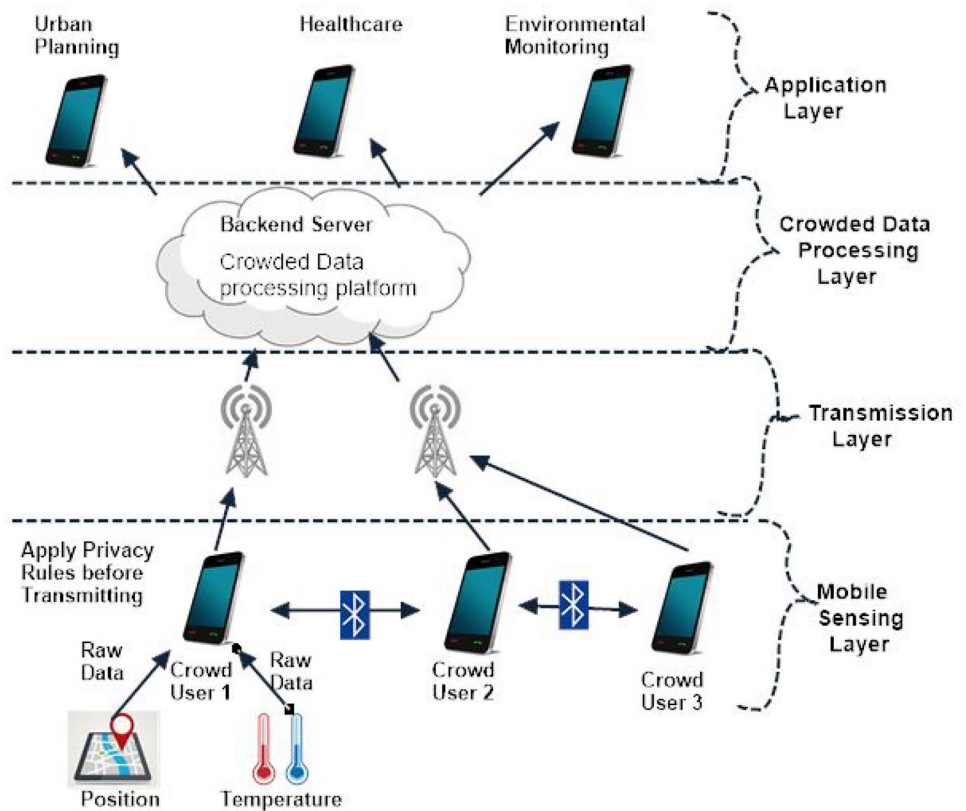 Urban
Planning
Healthcare
Environmental
Monitoring
Application
Layer
Backend Server
Crowded Data
processing platform
Crowded Data
Processing
Layer
Transmission
Layer
Apply Privacy
Rules before
Transmitting
Mobile
Sensing
Layer
Raw
Data
Crowd
User 1
Raw
Data
Crowd
User 2
Crowd
User 3
Position
Temperature